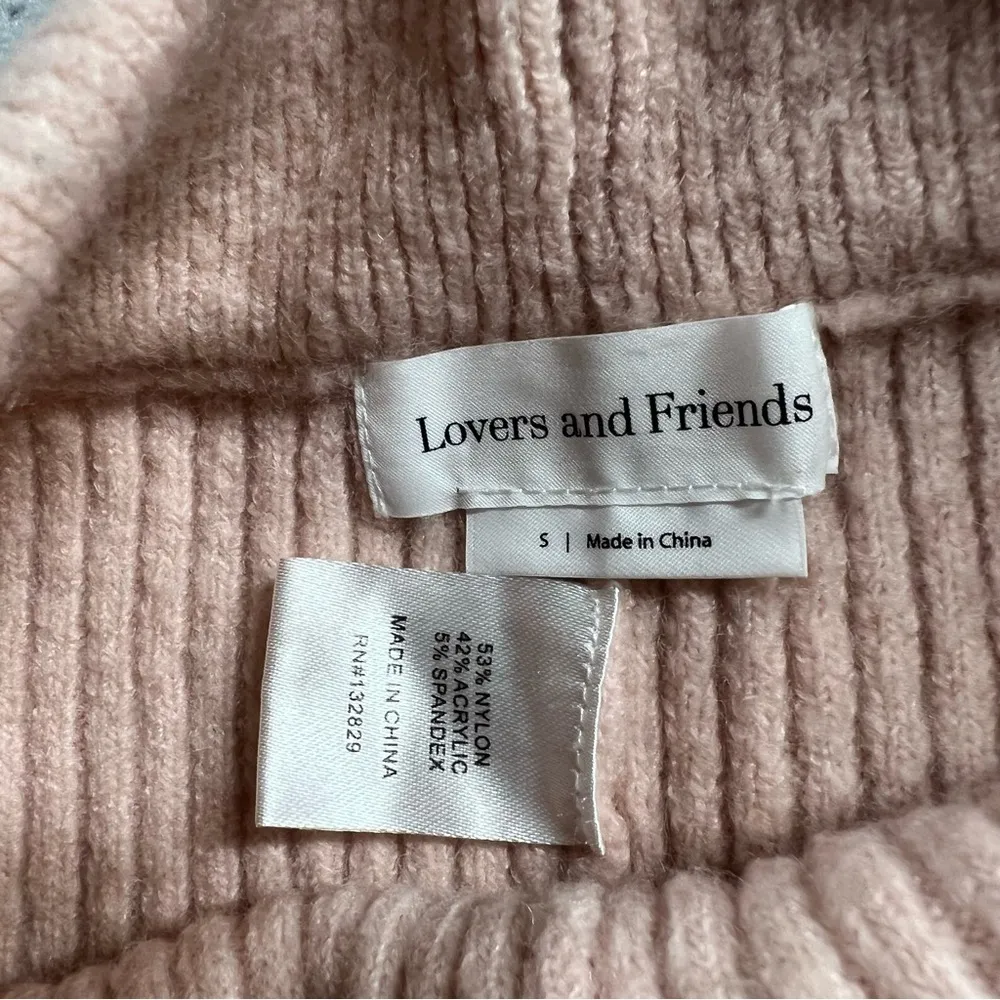 Lovers and Friends
S | Made in China
53% NYLON
42% ACRYLIC
5% SPANDEX
MADE IN CHINA
RN#132829